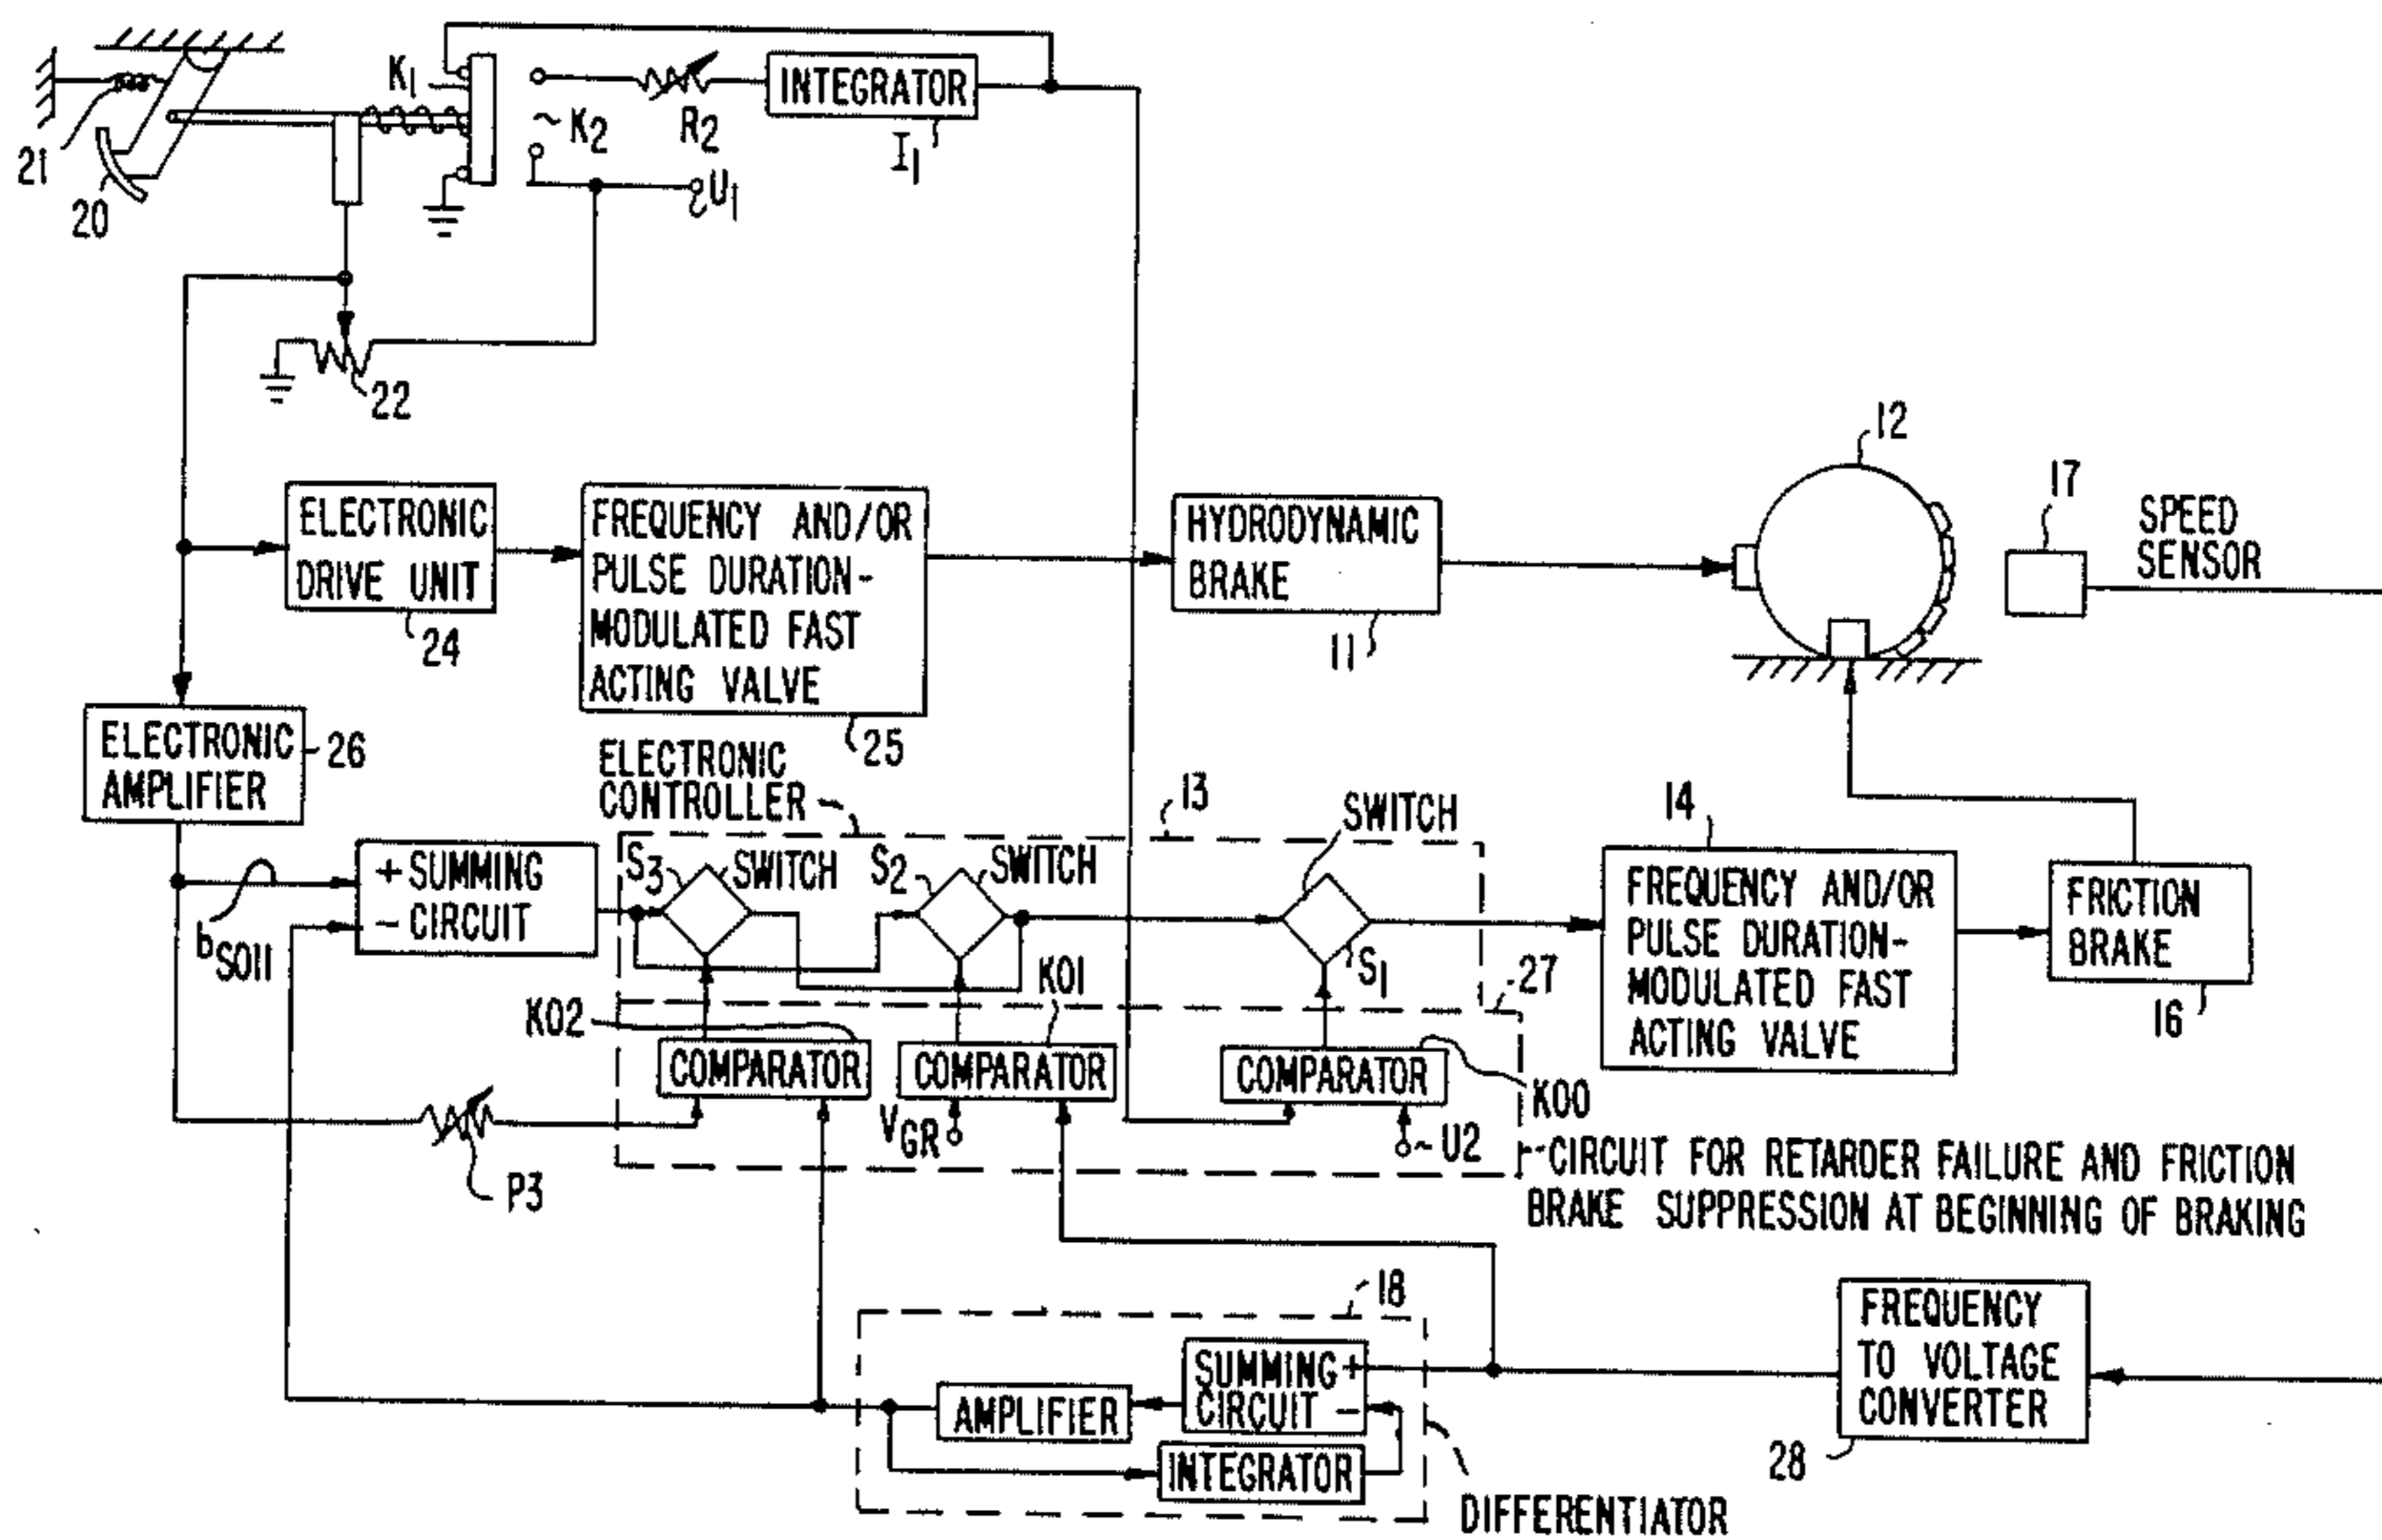 K1
K2
R2
INTEGRATOR
I1
U1
21
20
22
12
17
SPEED
SENSOR
ELECTRONIC
DRIVE UNIT
24
FREQUENCY AND/OR
PULSE DURATION-
MODULATED FAST
ACTING VALVE
25
HYDRODYNAMIC
BRAKE
11
ELECTRONIC
AMPLIFIER
26
ELECTRONIC
CONTROLLER
13
SWITCH
14
+ SUMMING
- CIRCUIT
bSOll
S3
SWITCH
S2
SWITCH
S1
FREQUENCY AND/OR
PULSE DURATION-
MODULATED FAST
ACTING VALVE
FRICTION
BRAKE
16
27
K02
K01
COMPARATOR
COMPARATOR
COMPARATOR
K00
VGR
U2
P3
CIRCUIT FOR RETARDER FAILURE AND FRICTION
BRAKE SUPPRESSION AT BEGINNING OF BRAKING
18
SUMMING +
CIRCUIT -
AMPLIFIER
INTEGRATOR
DIFFERENTIATOR
FREQUENCY
TO VOLTAGE
CONVERTER
28